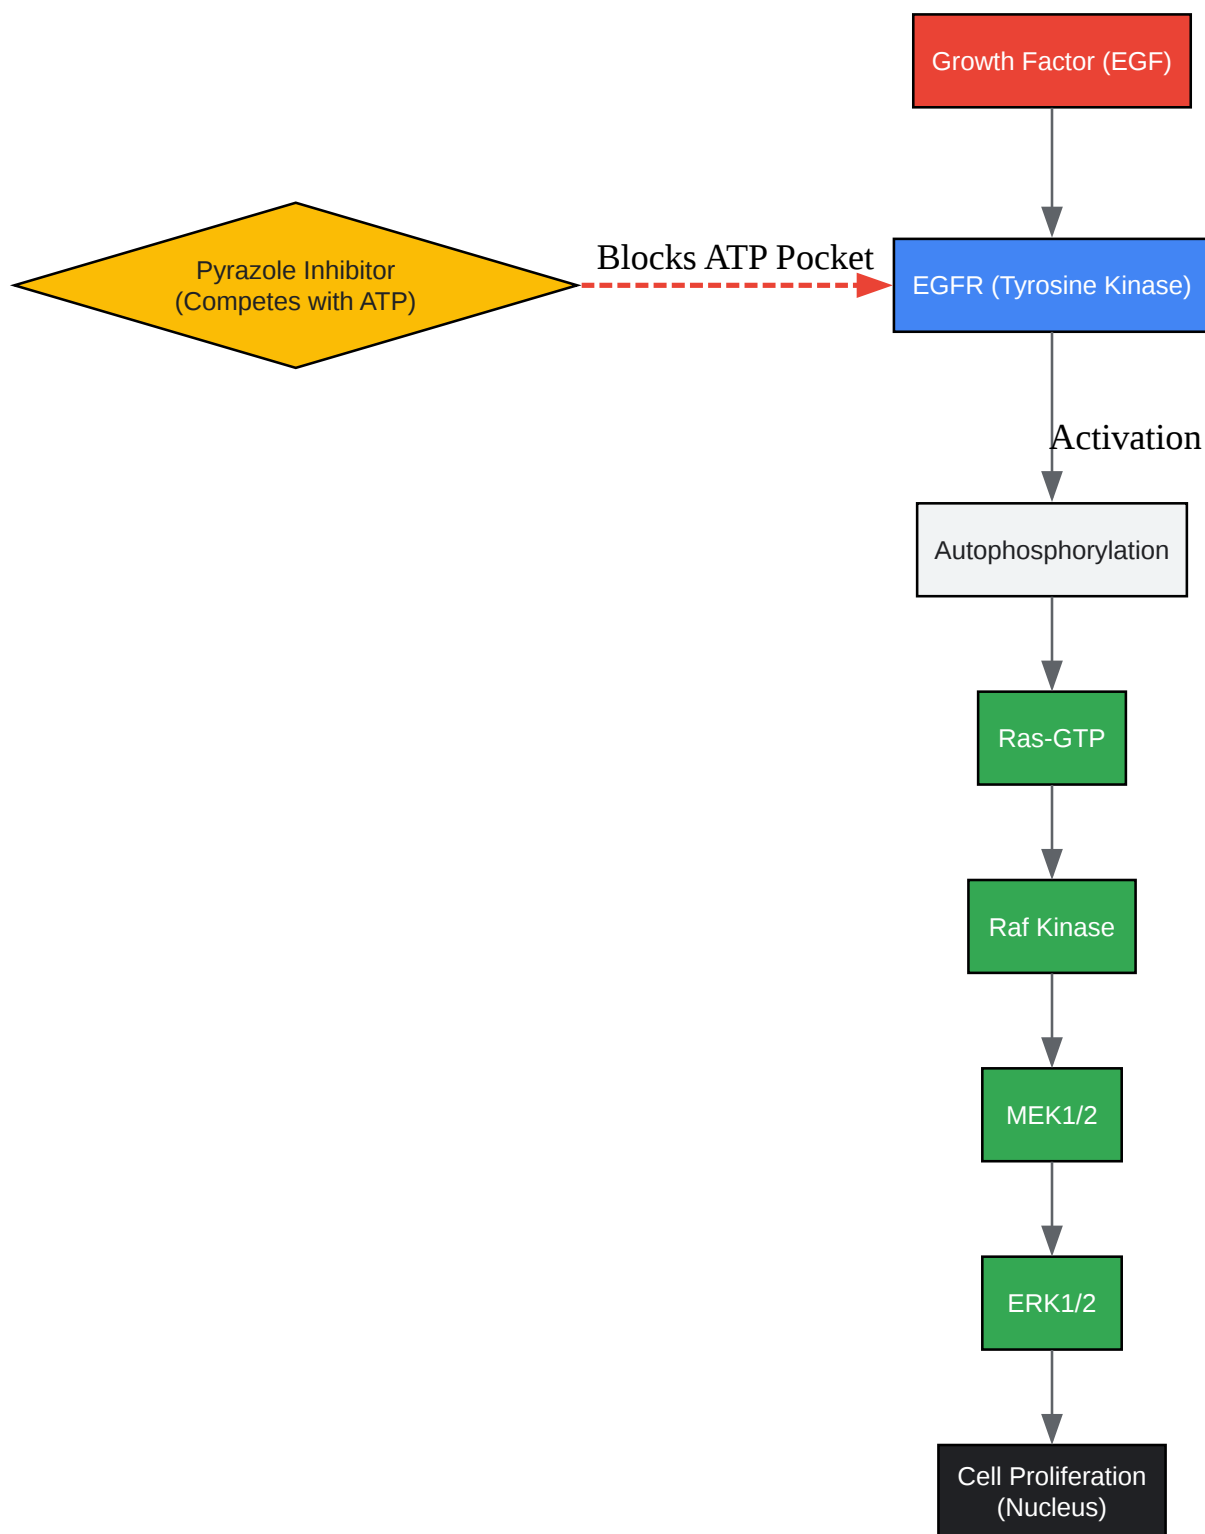 Growth Factor (EGF)
Pyrazole Inhibitor
(Competes with ATP)
Blocks ATP Pocket
EGFR (Tyrosine Kinase)
Activation
Autophosphorylation
Ras-GTP
Raf Kinase
MEK1/2
ERK1/2
Cell Proliferation
(Nucleus)